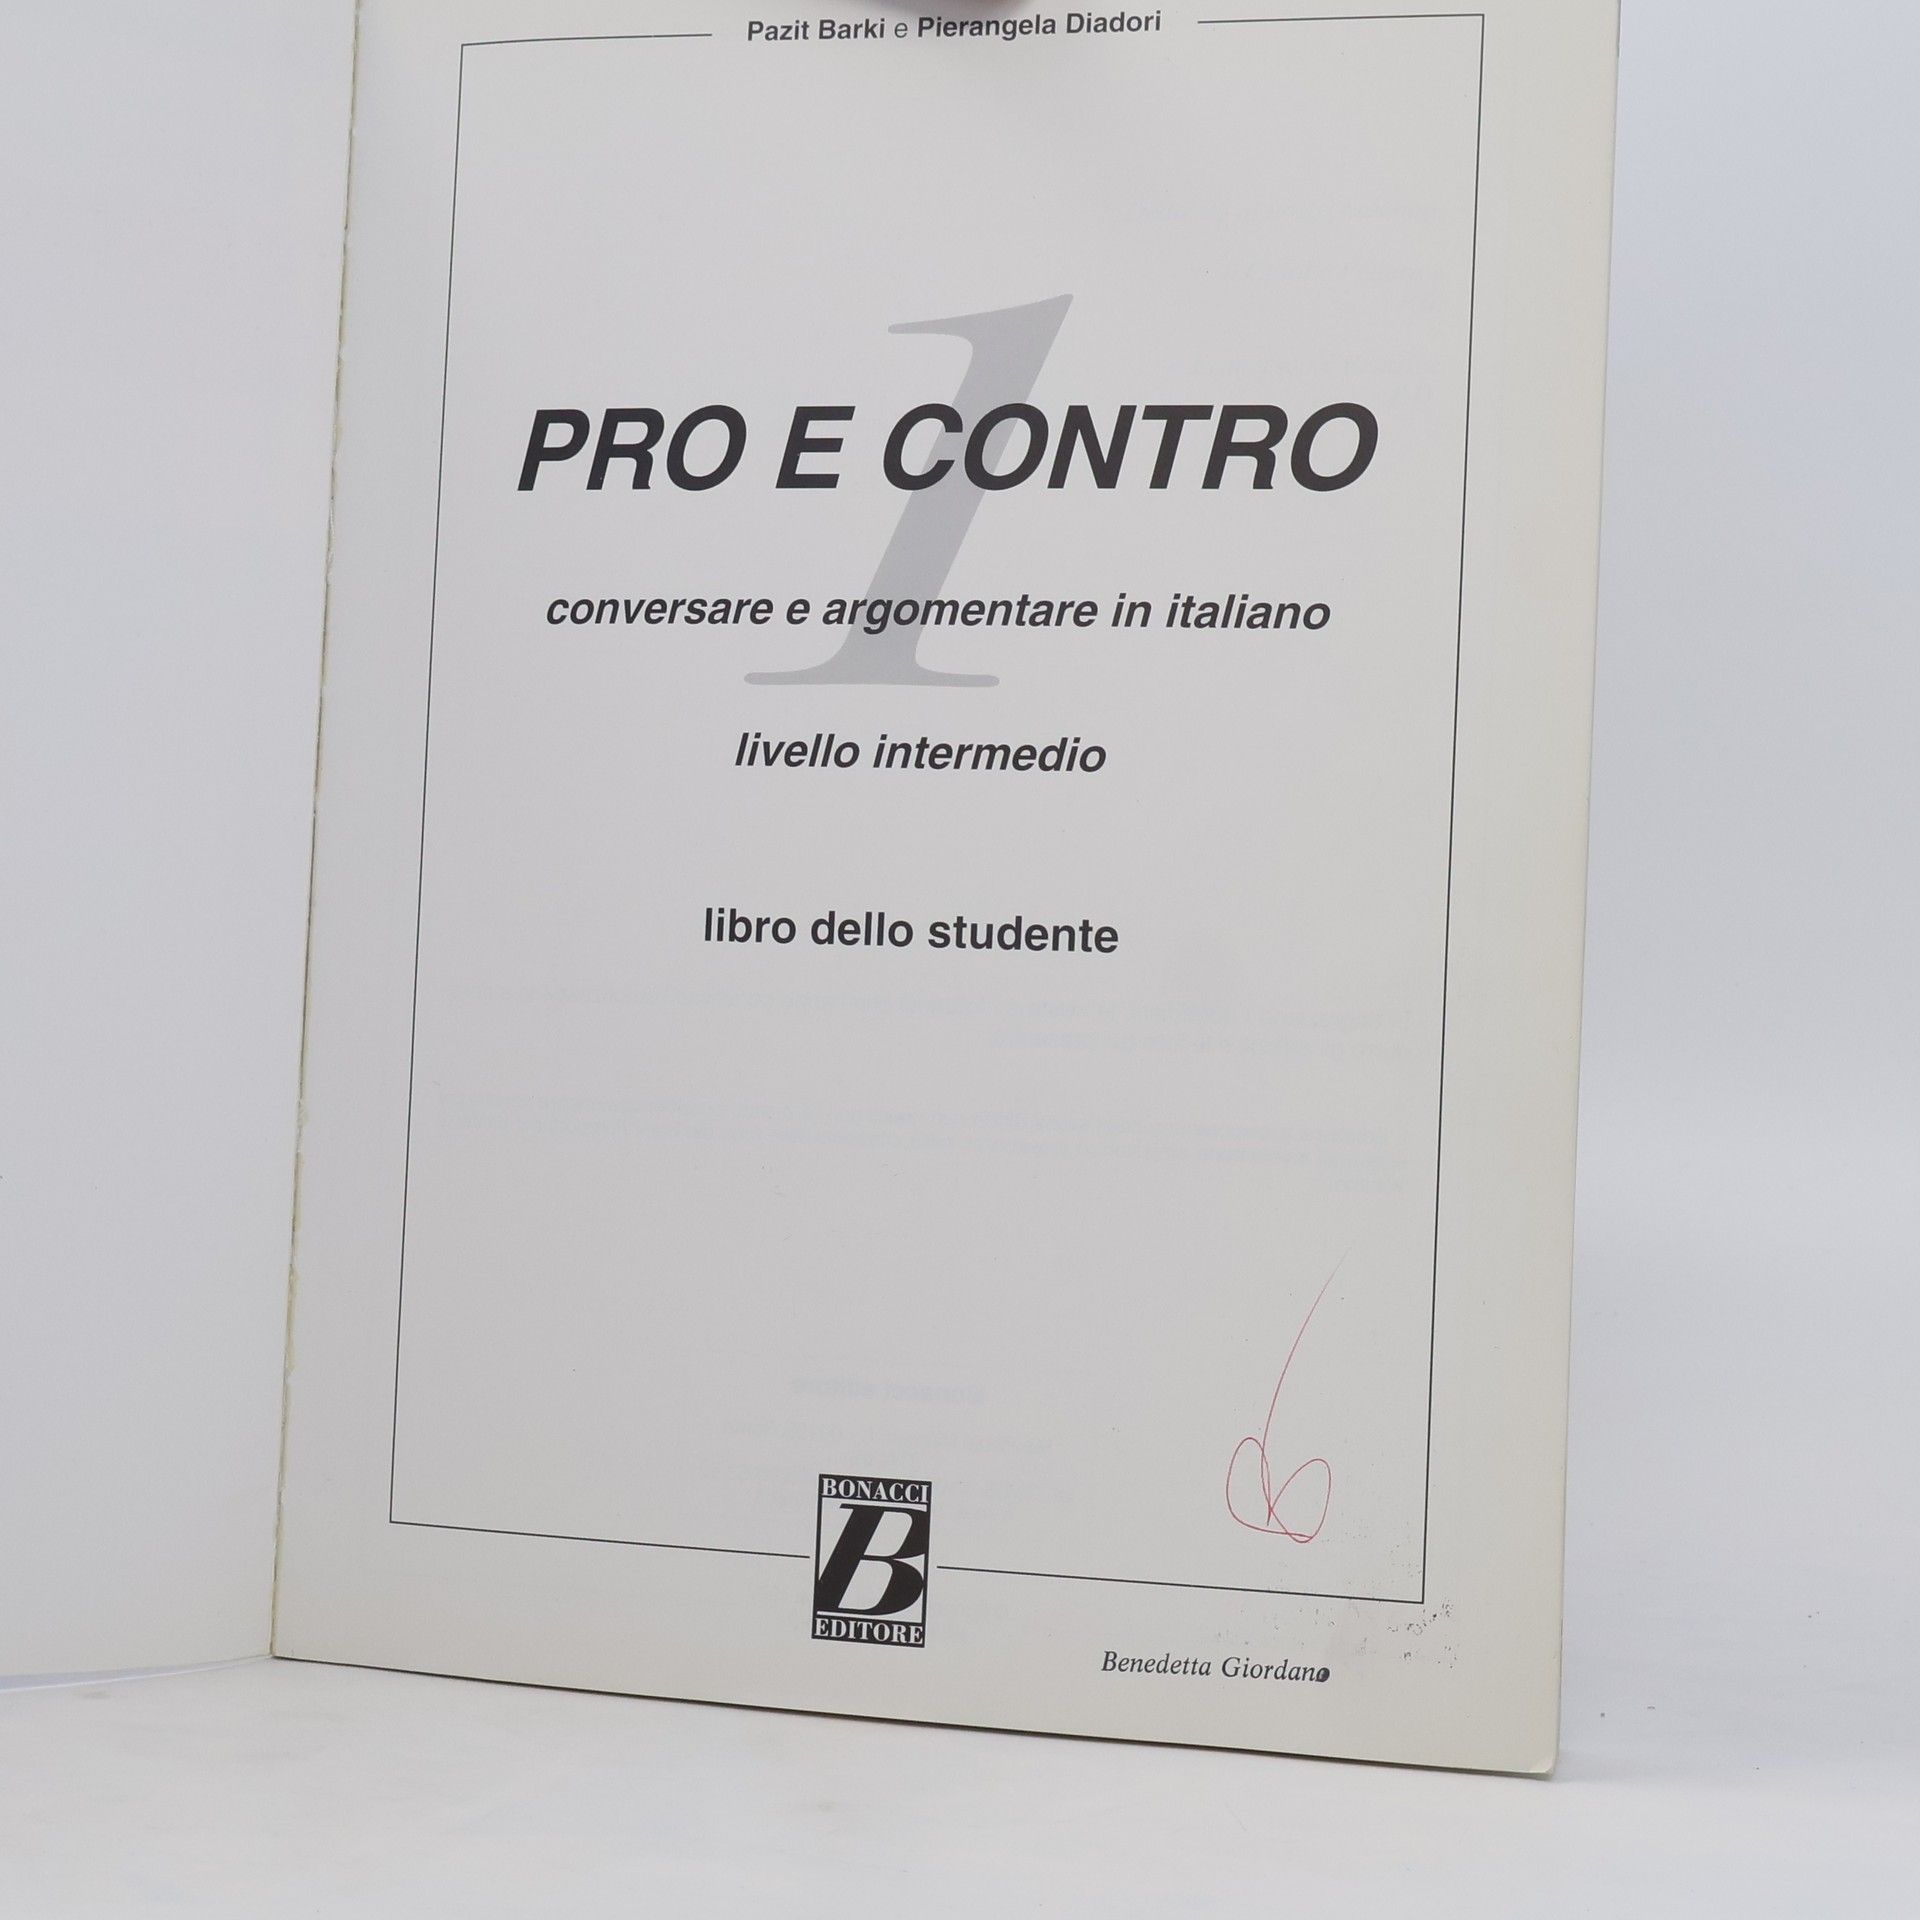 Pazit Barki e Pierangela Diadori
1
PRO E CONTRO
conversare e argomentare in italiano
livello intermedio
libro dello studente
BONACCI
B
EDITORE
Benedetta Giordano